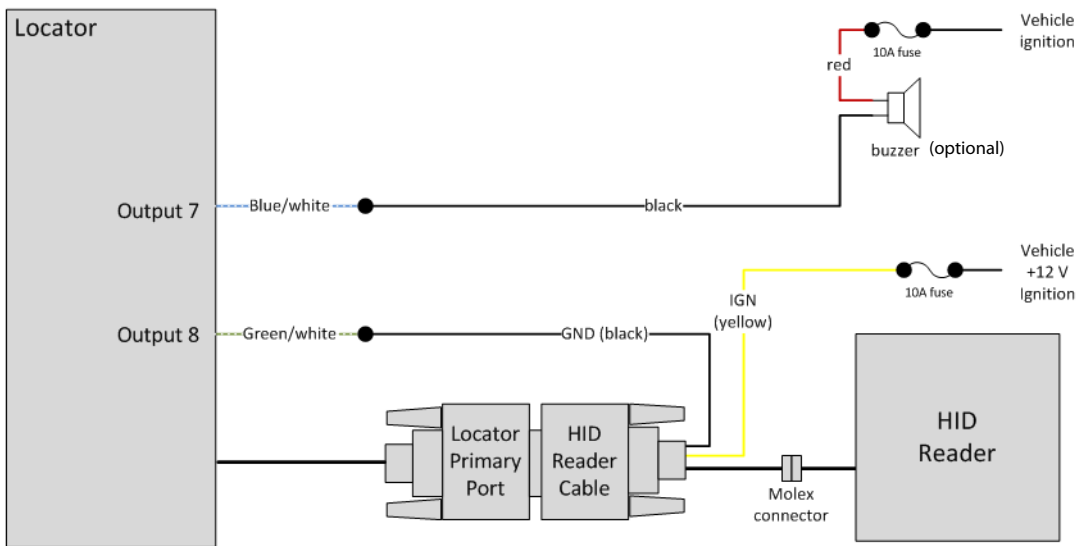 Locator
Vehicle
ignition
10A fuse
red
buzzer (optional)
Output 7
Blue/white
black
Vehicle
+12 V
Ignition
10A fuse
IGN
(yellow)
Output 8
Green/white
GND (black)
Locator
Primary
Port
HID
Reader
Cable
HID
Reader
Molex
connector